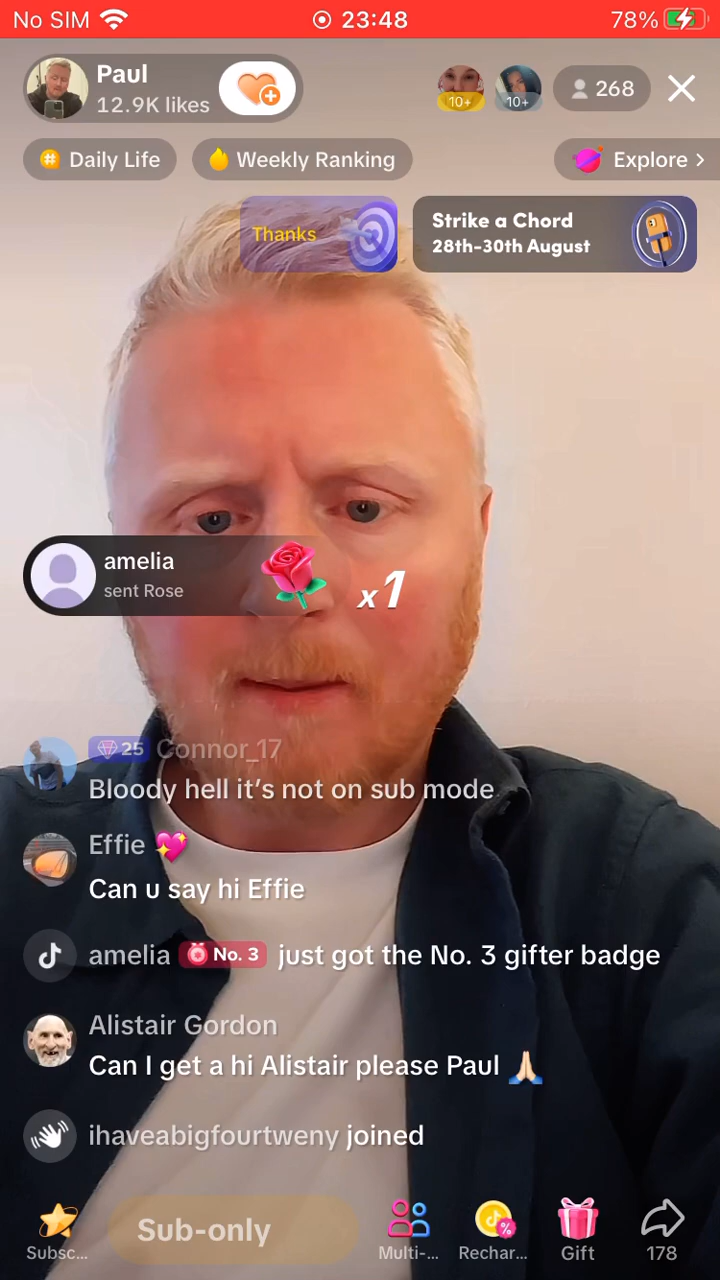 No SIM 23:48 78%
Paul
12.9K likes
10+ 10+ 268
# Daily Life Weekly Ranking Explore >
Thanks
Strike a Chord
28th-30th August
amelia
sent Rose
x1
25 Connor_17
Bloody hell it's not on sub mode
Effie 💖
Can u say hi Effie
amelia No. 3 just got the No. 3 gifter badge
Alistair Gordon
Can I get a hi Alistair please Paul 🙏🏻
ihaveabigfourtweny joined
Sub-only
Subsc... Multi-... Rechar... Gift 178